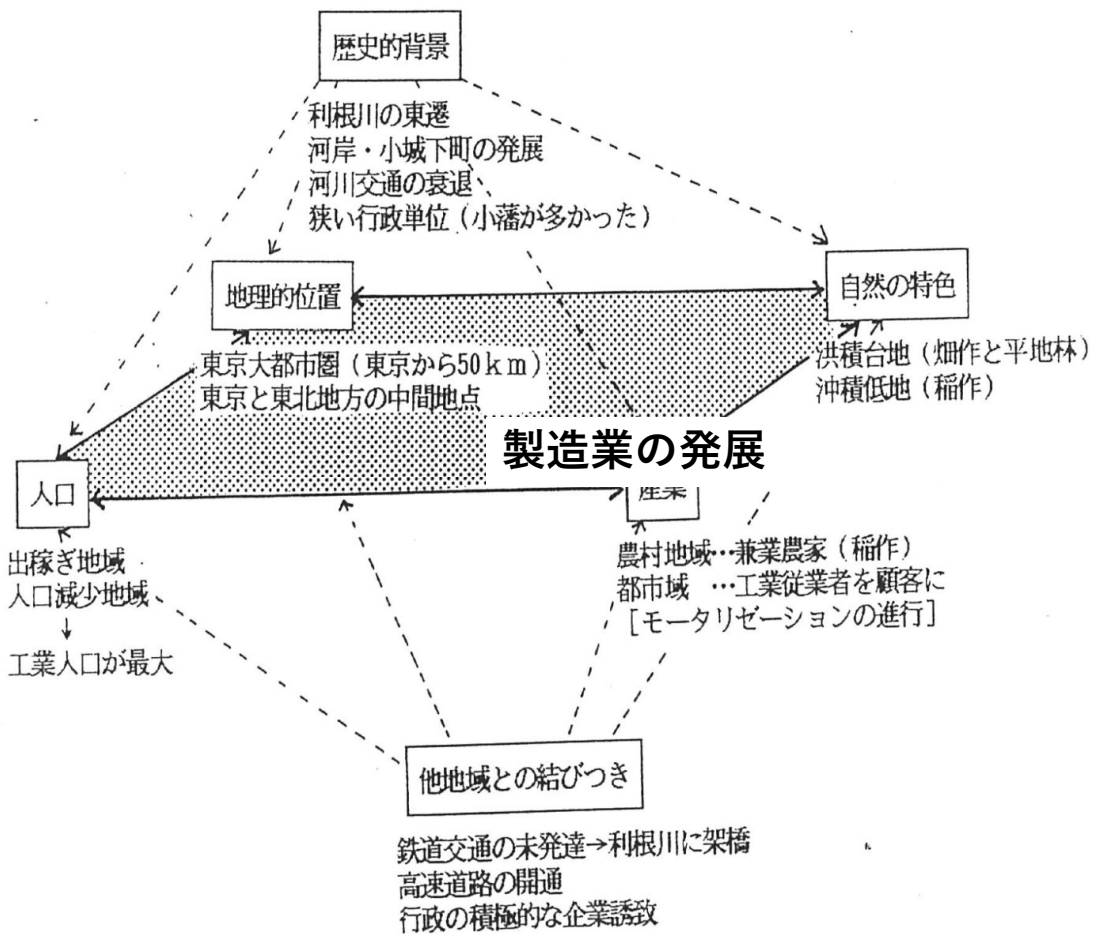 歴史的背景
利根川の東遷
河岸・小城下町の発展
河川交通の衰退
狭い行政単位（小藩が多かった）
地理的位置
自然の特色
東京大都市圏（東京から50ｋｍ）
東京と東北地方の中間地点
洪積台地（畑作と平地林）
沖積低地（稲作）
製造業の発展
人口
産業
出稼ぎ地域
人口減少地域
↓
工業人口が最大
農村地域…兼業農家（稲作）
都市域　…工業従業者を顧客に
［モータリゼーションの進行］
他地域との結びつき
鉄道交通の未発達→利根川に架橋
高速道路の開通
行政の積極的な企業誘致